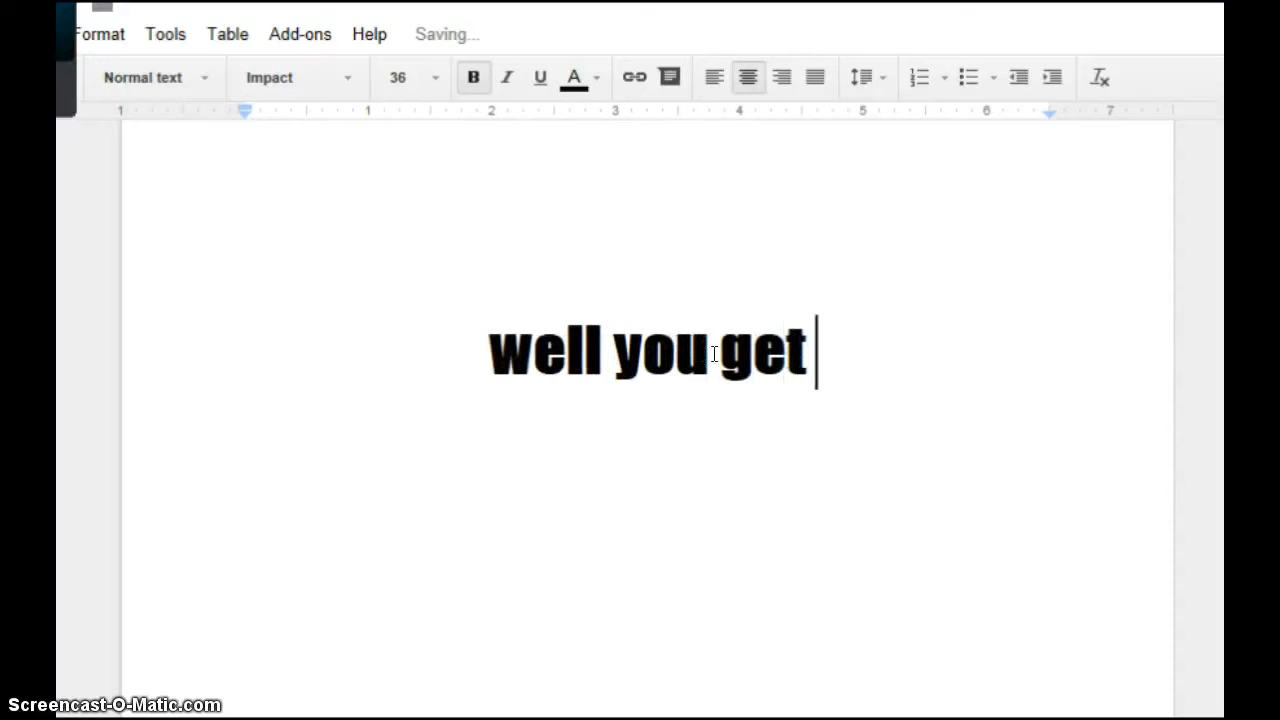 Format Tools Table Add-ons Help Saving...
Normal text Impact 36 B I U A
1 1 2 3 4 5 6 7
well you get
Screencast-O-Matic.com